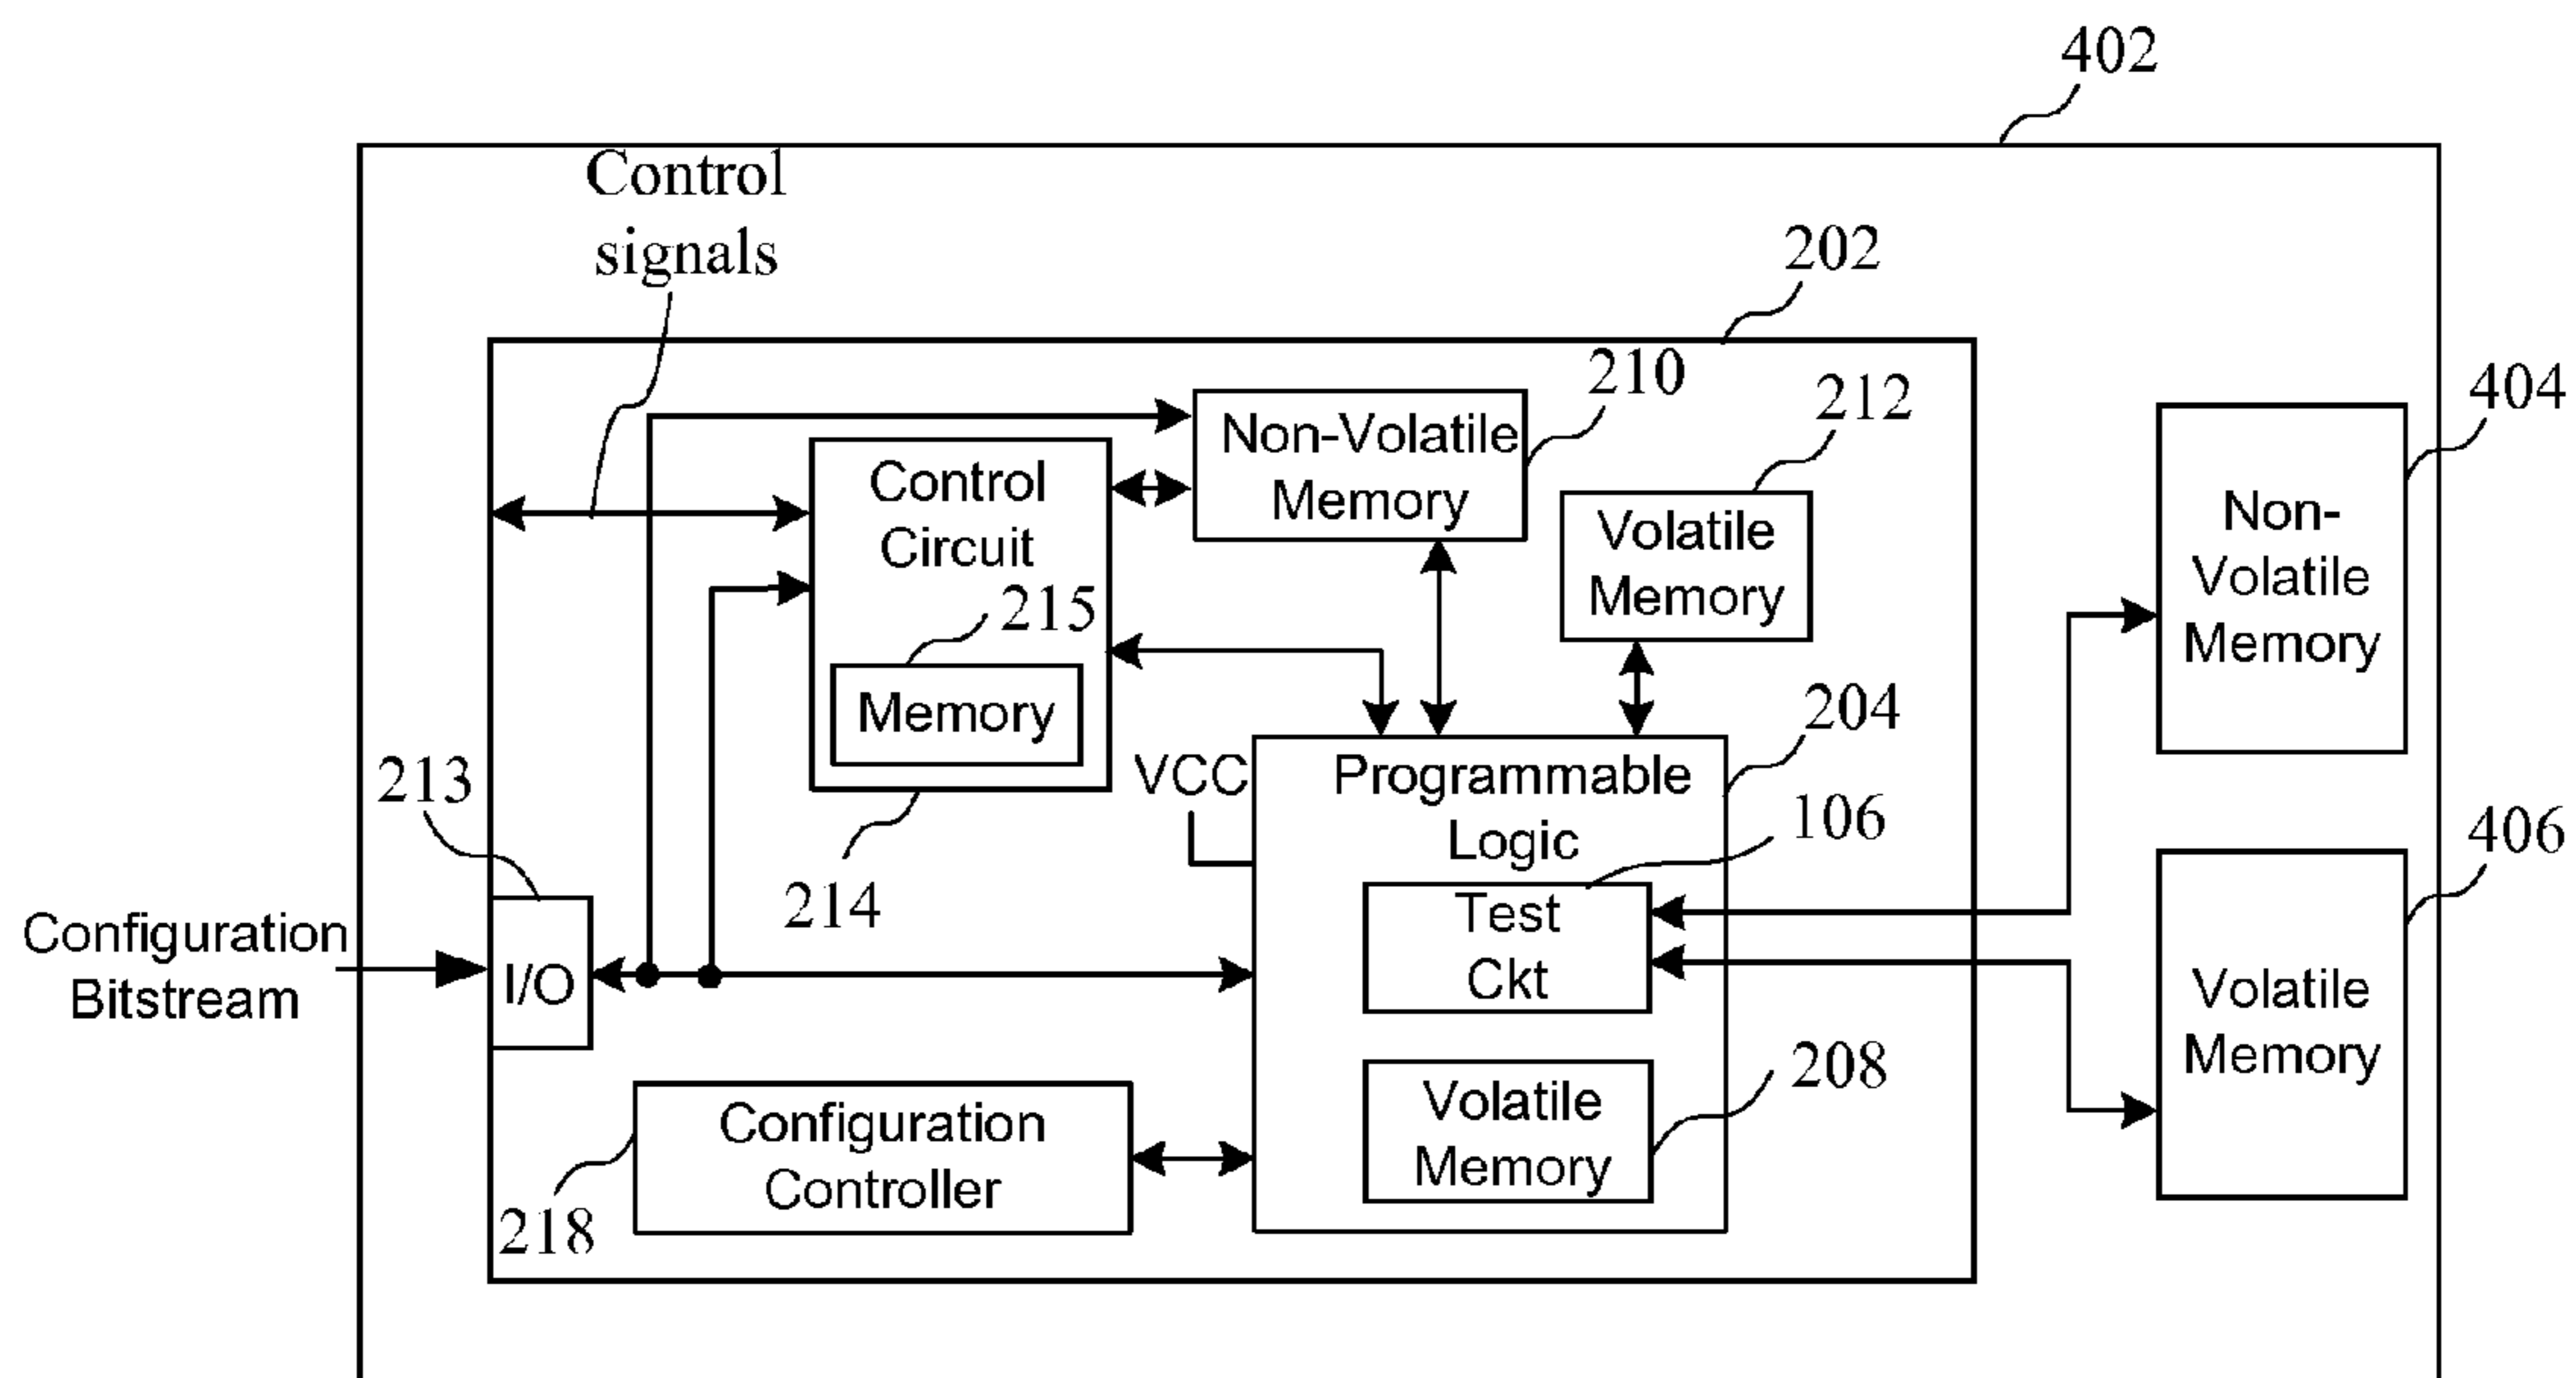 402
Control
signals
202
210
212
404
Non-Volatile
Memory
Control
Circuit
Volatile
Memory
Non-
Volatile
Memory
215
Memory
204
213
VCC
Programmable
Logic
106
406
214
Test
Ckt
Configuration
Bitstream
I/O
Volatile
Memory
208
Configuration
Controller
Volatile
Memory
218